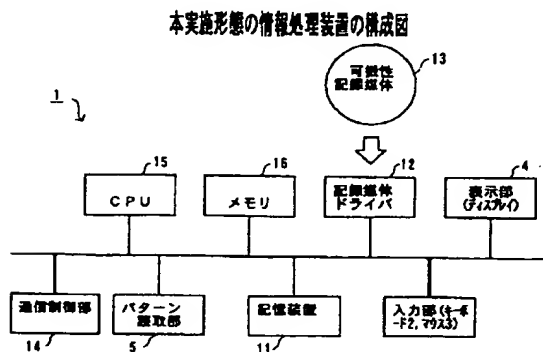 本実施形態の情報処理装置の構成図
可搬性
記録媒体
13
1
15
16
12
4
CPU
メモリ
記録媒体
ドライバ
表示部
(ディスプレイ)
通信制御部
パターン
読取部
記憶装置
入力部(キーボ
ード2,マウス3)
14
5
11